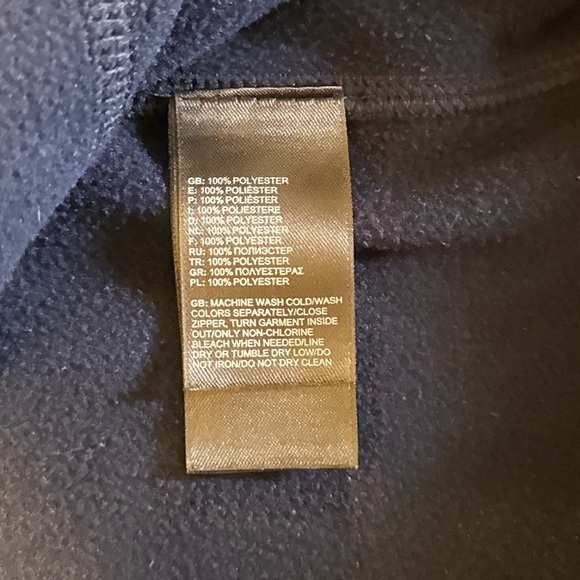 GB: 100% POLYESTER
E: 100% POLIÉSTER
P: 100% POLIÉSTER
I: 100% POLIESTERE
D: 100% POLYESTER
NL: 100% POLYESTER
F: 100% POLYESTER
RU: 100% ПОЛИЭСТЕР
TR: 100% POLYESTER
GR: 100% ΠΟΛΥΕΣΤΕΡΑΣ
PL: 100% POLYESTER
GB: MACHINE WASH COLD/WASH
COLORS SEPARATELY/CLOSE
ZIPPER, TURN GARMENT INSIDE
OUT/ONLY NON-CHLORINE
BLEACH WHEN NEEDED/LINE
DRY OR TUMBLE DRY LOW/DO
NOT IRON/DO NOT DRY CLEAN